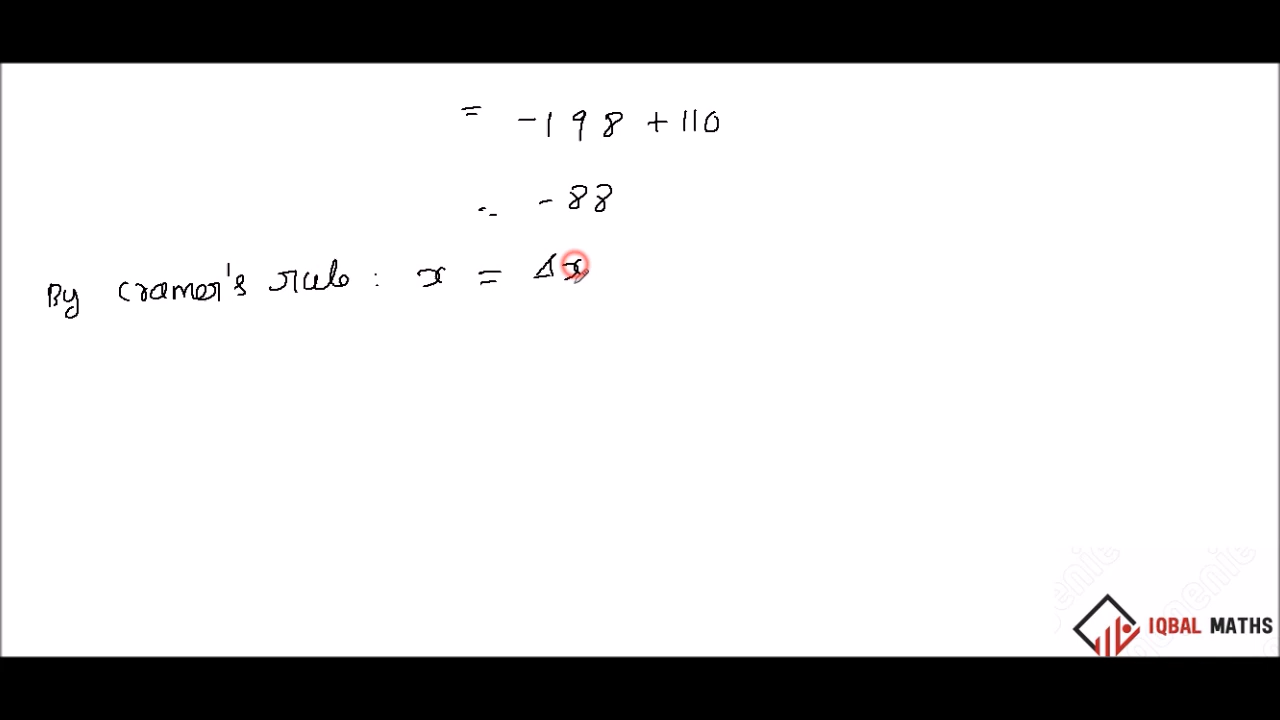 = -198 + 110
= -88
By Cramer's rule : x = Δx
IQBAL MATHS